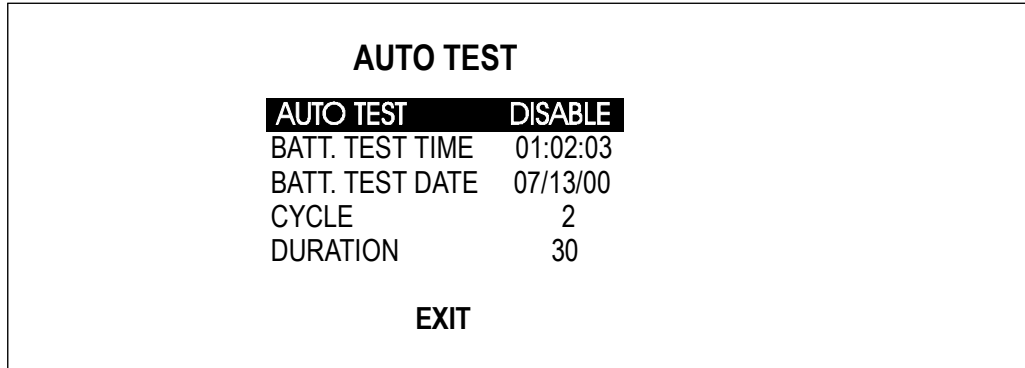 AUTO TEST
AUTO TEST DISABLE
BATT. TEST TIME 01:02:03
BATT. TEST DATE 07/13/00
CYCLE 2
DURATION 30
EXIT